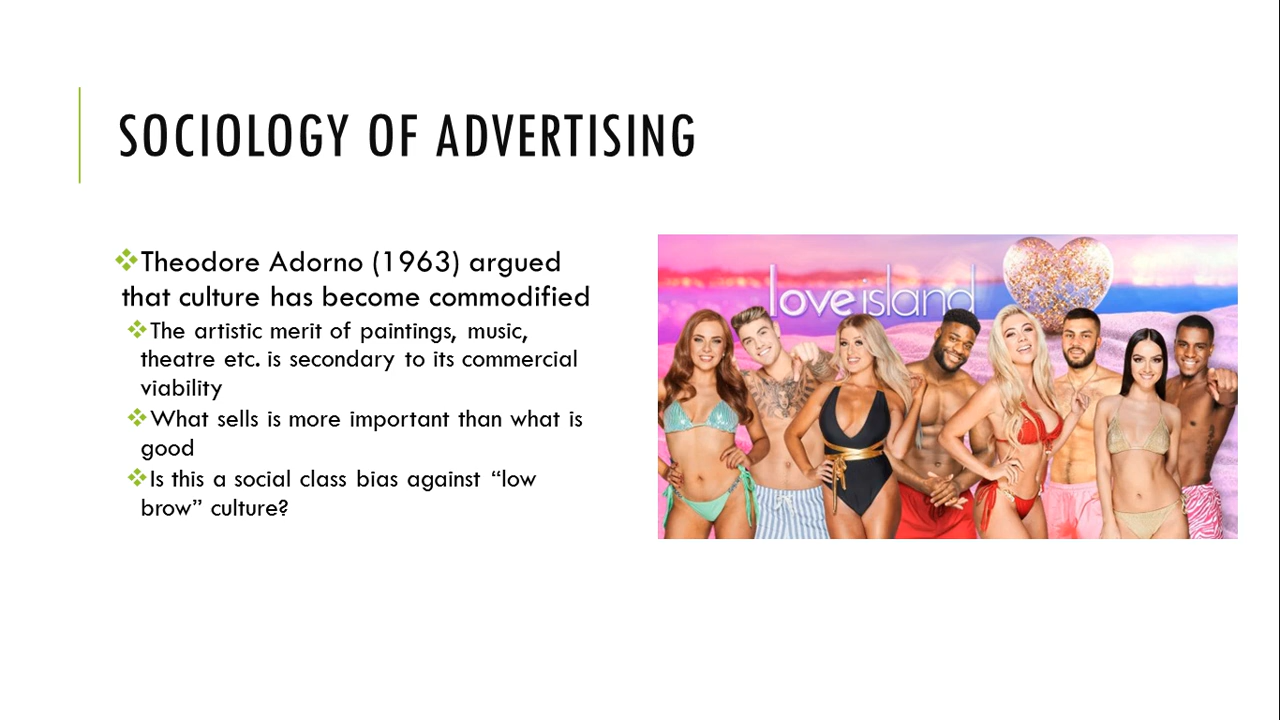 SOCIOLOGY OF ADVERTISING
Theodore Adorno (1963) argued
that culture has become commodified
The artistic merit of paintings, music,
theatre etc. is secondary to its commercial
viability
What sells is more important than what is
good
Is this a social class bias against “low
brow” culture?
love island